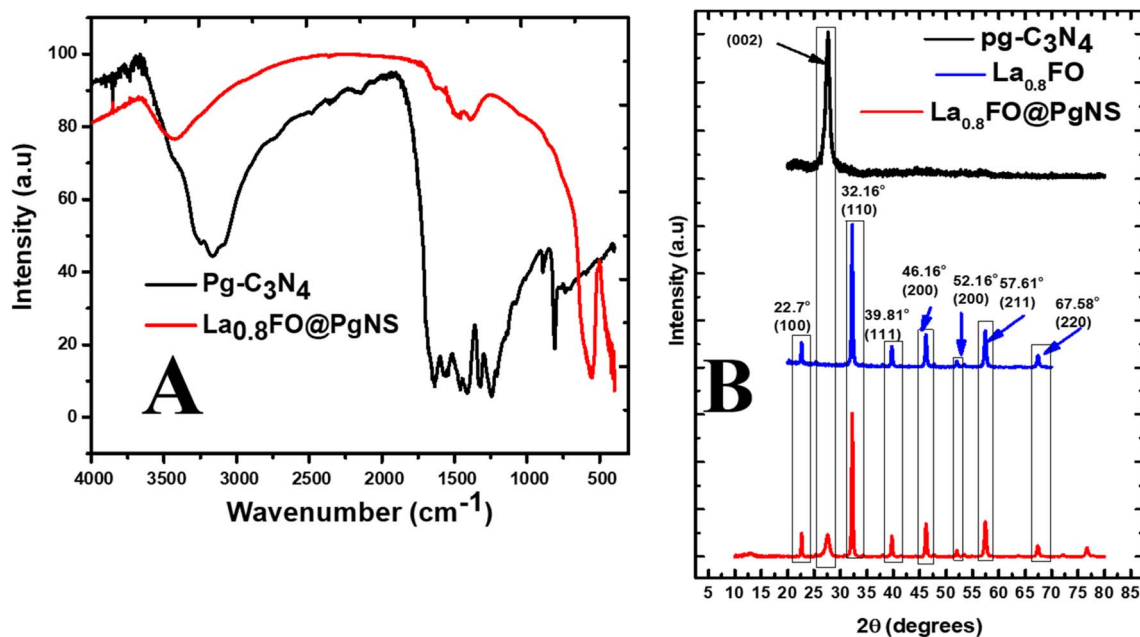 100
80
60
40
20
0
Intensity (a.u)
Pg-C₃N₄
La₀.₈FO@PgNS
A
4000 3500 3000 2500 2000 1500 1000 500
Wavenumber (cm⁻¹)
pg-C₃N₄
La₀.₈FO
La₀.₈FO@PgNS
(002)
32.16°
(110)
22.7°
(100)
39.81°
(111)
46.16°
(200)
52.16°
(200)
57.61°
(211)
67.58°
(220)
B
Intensity (a.u)
5 10 15 20 25 30 35 40 45 50 55 60 65 70 75 80 85
2θ (degrees)